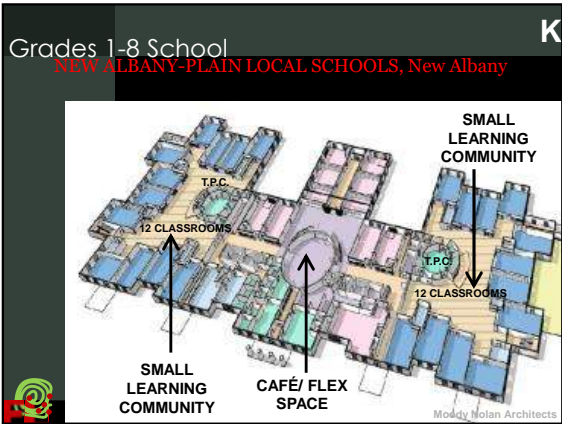 K
Grades 1-8 School
NEW ALBANY-PLAIN LOCAL SCHOOLS, New Albany
SMALL
LEARNING
COMMUNITY
T.P.C.
12 CLASSROOMS
T.P.C.
12 CLASSROOMS
SMALL
LEARNING
COMMUNITY
CAFÉ/ FLEX
SPACE
Moody Nolan Architects